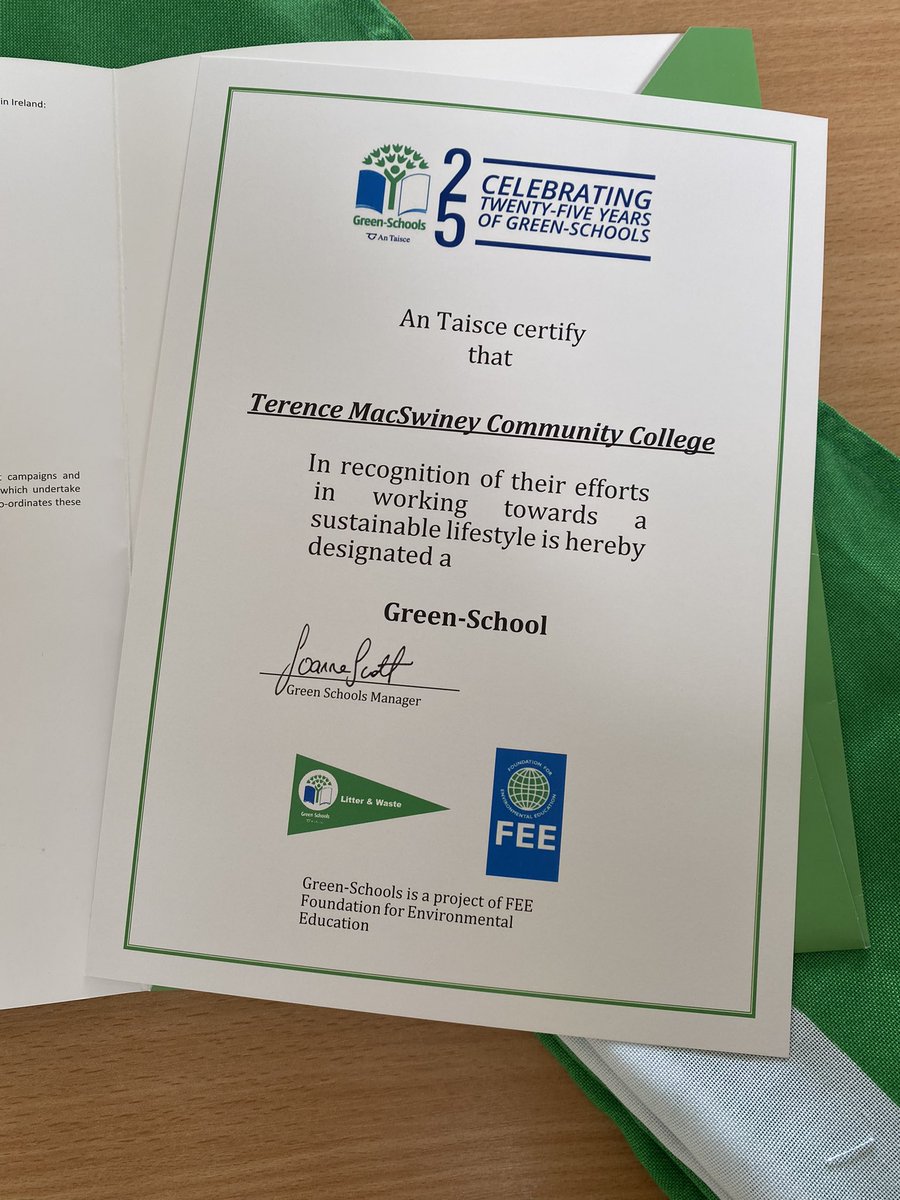 in Ireland:
campaigns and
which undertake
o-ordinates these
Green-Schools
An Taisce
25
CELEBRATING
TWENTY-FIVE YEARS
OF GREEN-SCHOOLS
An Taisce certify
that
Terence MacSwiney Community College
In recognition of their efforts
in working towards a
sustainable lifestyle is hereby
designated a
Green-School
Joanne Scott
Green Schools Manager
Litter & Waste
Green Schools
FOUNDATION FOR
ENVIRONMENTAL EDUCATION
FEE
Green-Schools is a project of FEE
Foundation for Environmental
Education